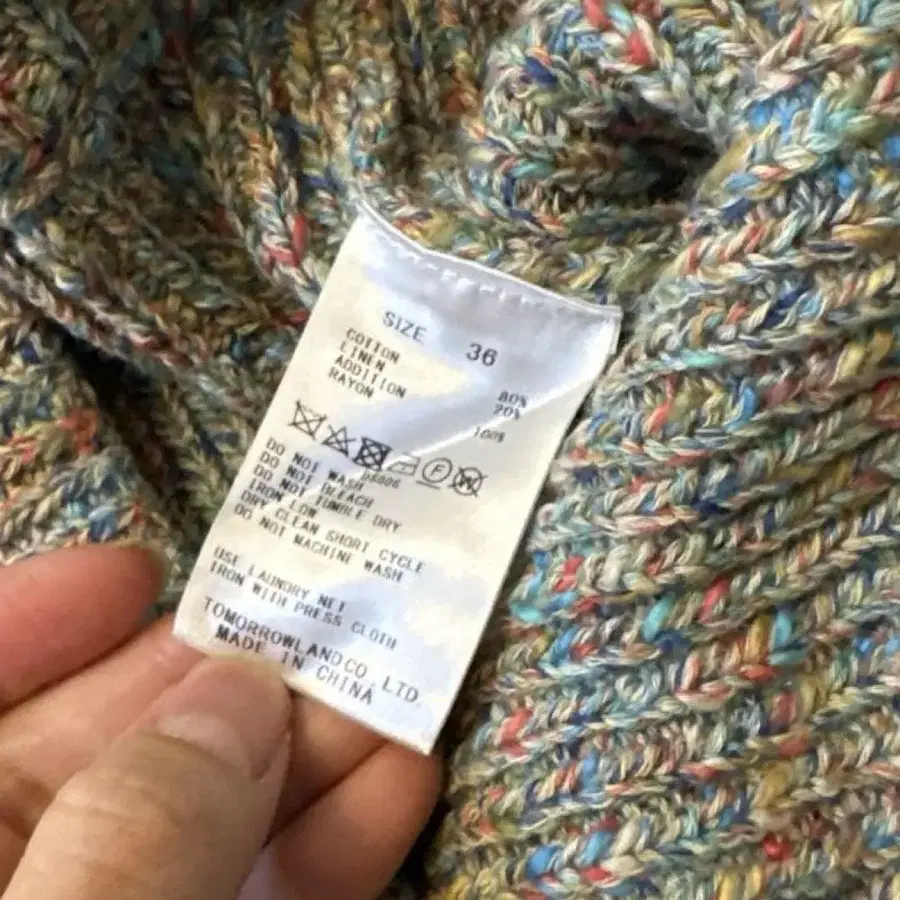 SIZE 36
COTTON 80%
LINEN 20%
ADDITION
RAYON 100%
F W
DO NOT WASH
DO NOT BLEACH
DO NOT TUMBLE DRY
IRON LOW
DRY CLEAN SHORT CYCLE
DO NOT MACHINE WASH
USE LAUNDRY NET
IRON WITH PRESS CLOTH
TOMORROWLAND CO., LTD.
MADE IN CHINA